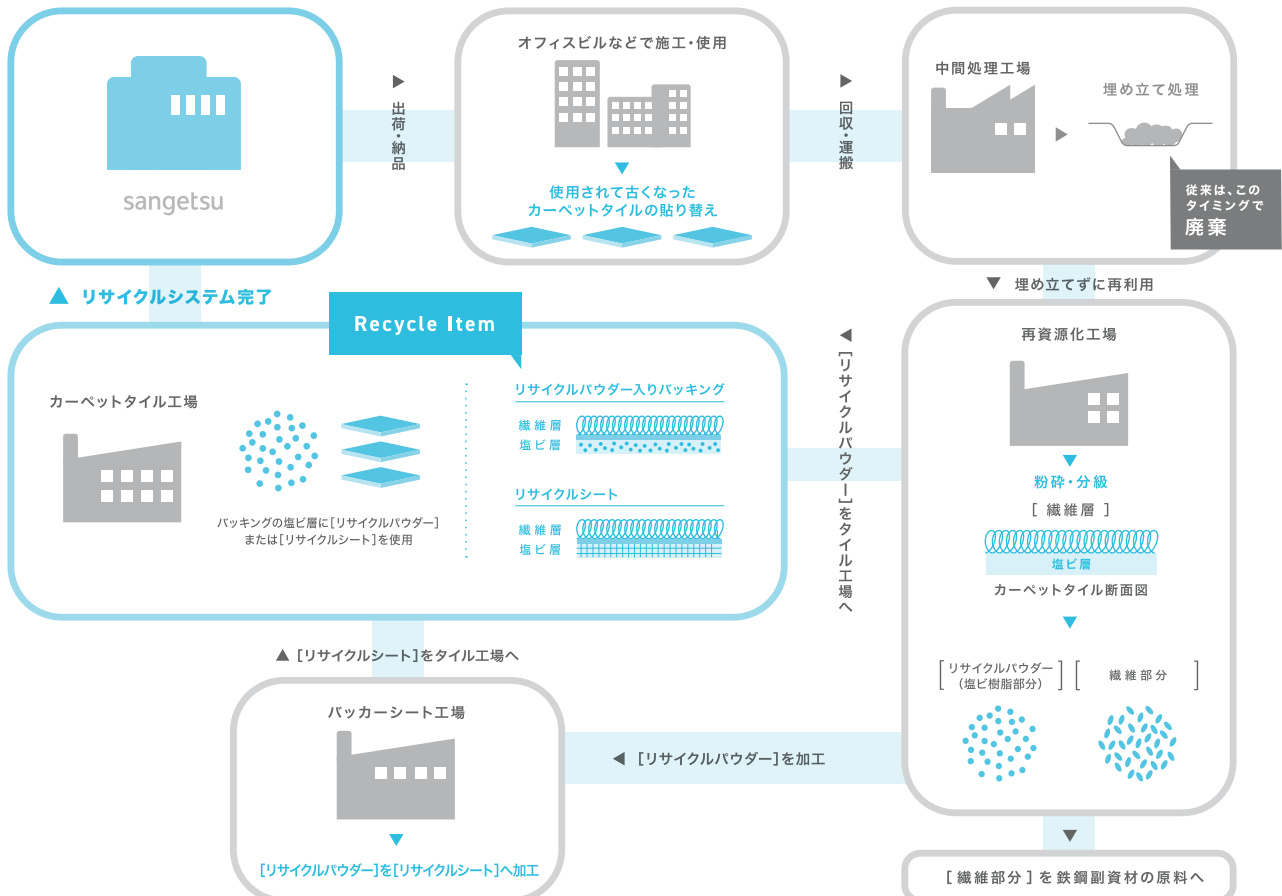 sangetsu
▶ 出荷・納品
オフィスビルなどで施工・使用
▼
使用されて古くなった
カーペットタイルの貼り替え
▶ 回収・運搬
中間処理工場
▶
埋め立て処理
従来は、この
タイミングで
廃棄
▼ 埋め立てずに再利用
再資源化工場
▼
粉砕・分級
[ 繊維層 ]
塩ビ層
カーペットタイル断面図
▼
[リサイクルパウダー
(塩ビ樹脂部分)]
[ 繊維部分 ]
▼
[ 繊維部分 ] を鉄鋼副資材の原料へ
◀ [リサイクルパウダー]をタイル工場へ
◀ [リサイクルパウダー]を加工
バッカーシート工場
▼
[リサイクルパウダー]を[リサイクルシート]へ加工
▲ [リサイクルシート]をタイル工場へ
Recycle Item
カーペットタイル工場
バッキングの塩ビ層に[リサイクルパウダー]
または[リサイクルシート]を使用
リサイクルパウダー入りバッキング
繊維層
塩ビ層
リサイクルシート
繊維層
塩ビ層
▲ リサイクルシステム完了